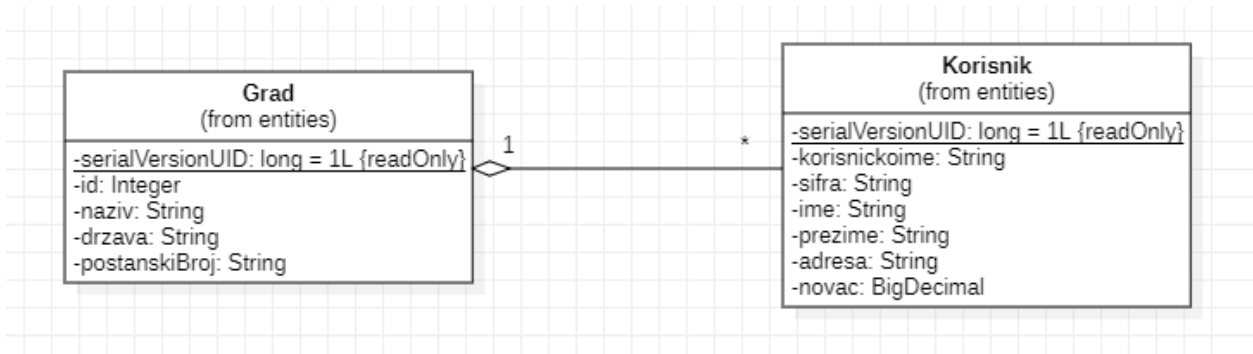 Grad
(from entities)
-serialVersionUID: long = 1L {readOnly}
-id: Integer
-naziv: String
-drzava: String
-postanskiBroj: String
1
*
Korisnik
(from entities)
-serialVersionUID: long = 1L {readOnly}
-korisnickoime: String
-sifra: String
-ime: String
-prezime: String
-adresa: String
-novac: BigDecimal